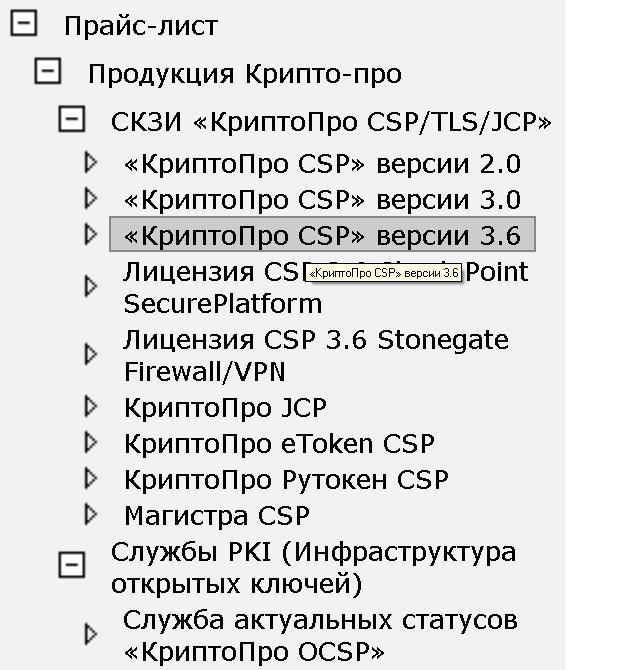 Прайс-лист
Продукция Крипто-про
СКЗИ «КриптоПро CSP/TLS/JCP»
«КриптоПро CSP» версии 2.0
«КриптоПро CSP» версии 3.0
«КриптоПро CSP» версии 3.6
Лицензия CSP Point
«КриптоПро CSP» версии 3.6
SecurePlatform
Лицензия CSP 3.6 Stonegate
Firewall/VPN
КриптоПро JCP
КриптоПро eToken CSP
КриптоПро Рутокен CSP
Магистра CSP
Службы PKI (Инфраструктура
открытых ключей)
Служба актуальных статусов
«КриптоПро OCSP»